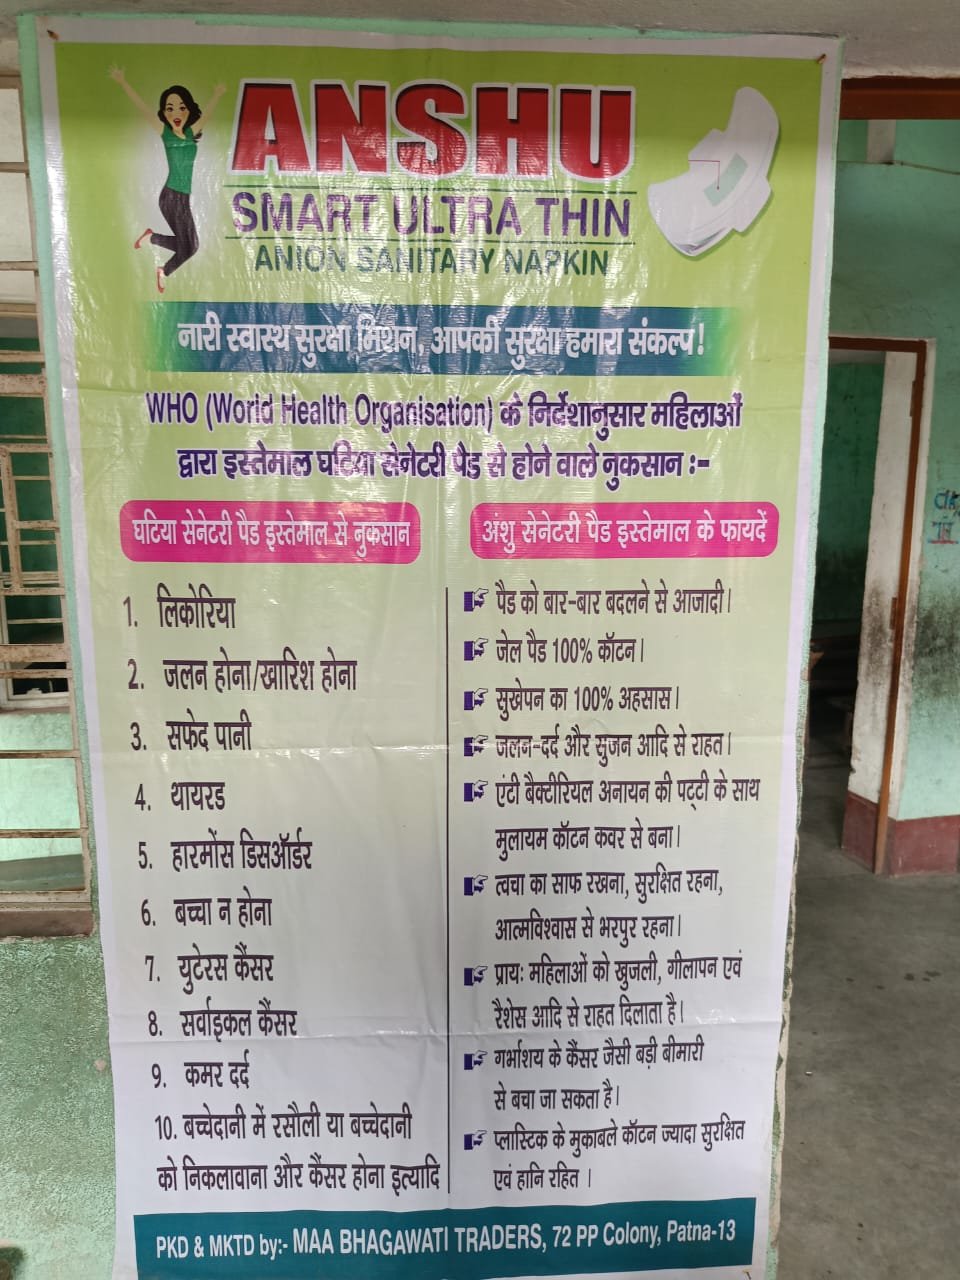 ANSHU
SMART ULTRA THIN
ANION SANITARY NAPKIN
नारी स्वास्थ सुरक्षा मिशन, आपकी सुरक्षा हमारा संकल्प!
WHO (World Health Organisation) के निर्देशानुसार महिलाओं
द्वारा इस्तेमाल घटिया सेनेटरी पैड से होने वाले नुकसान :-
घटिया सेनेटरी पैड इस्तेमाल से नुकसान
1. लिकोरिया
2. जलन होना/खारिश होना
3. सफेद पानी
4. थायरड
5. हारमोंस डिसऑर्डर
6. बच्चा न होना
7. युटेरस कैंसर
8. सर्वाइकल कैंसर
9. कमर दर्द
10. बच्चेदानी में रसौली या बच्चेदानी
को निकलावाना और कैंसर होना इत्यादि
अंशु सेनेटरी पैड इस्तेमाल के फायदें
पैड को बार-बार बदलने से आजादी।
जेल पैड 100% कॉटन।
सुखेपन का 100% अहसास।
जलन-दर्द और सुजन आदि से राहत।
एंटी बैक्टीरियल अनायन की पट्टी के साथ
मुलायम कॉटन कवर से बना।
त्वचा का साफ रखना, सुरक्षित रहना,
आत्मविश्वास से भरपुर रहना।
प्रायः महिलाओं को खुजली, गीलापन एवं
रैशेस आदि से राहत दिलाता है।
गर्भाशय के कैंसर जैसी बड़ी बीमारी
से बचा जा सकता है।
प्लास्टिक के मुकाबले कॉटन ज्यादा सुरक्षित
एवं हानि रहित ।
PKD & MKTD by:- MAA BHAGAWATI TRADERS, 72 PP Colony, Patna-13